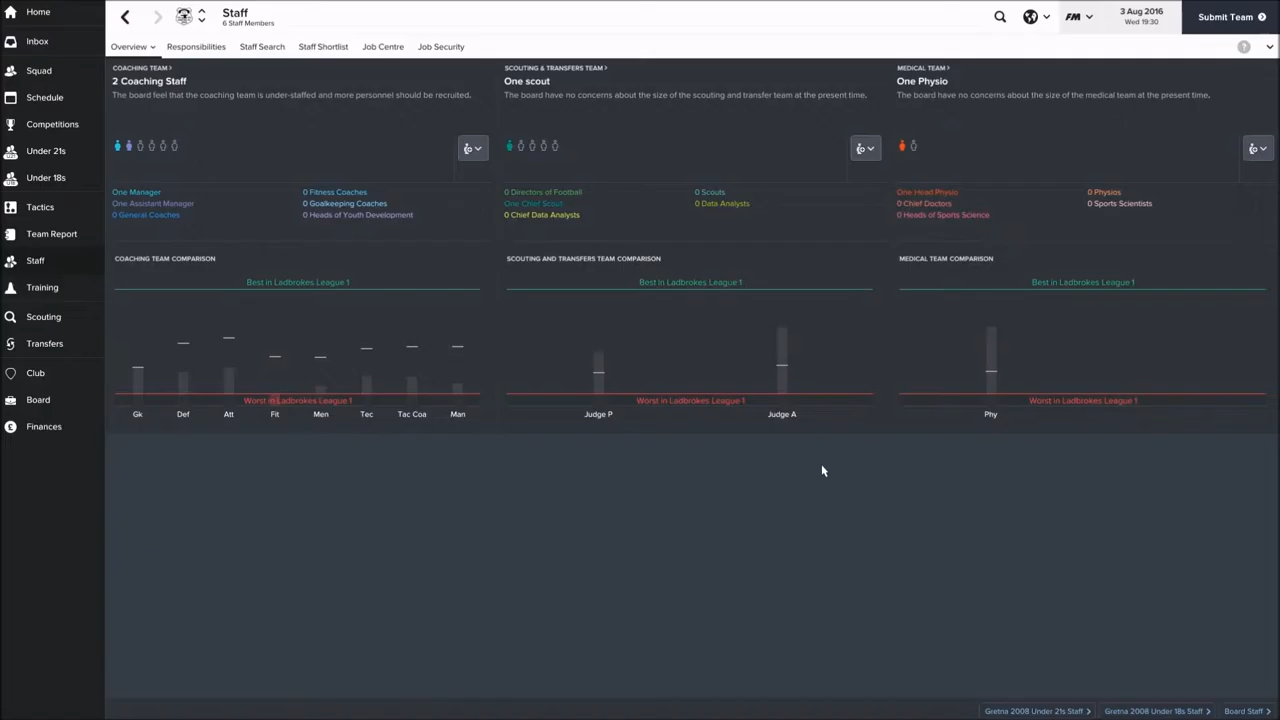 Home
Inbox
Squad
Schedule
Competitions
Under 21s
Under 18s
Tactics
Team Report
Staff
Training
Scouting
Transfers
Club
Board
Finances
Staff
6 Staff Members
FM
3 Aug 2016
Wed 19:30
Submit Team
Overview
Responsibilities
Staff Search
Staff Shortlist
Job Centre
Job Security
COACHING TEAM >
2 Coaching Staff
The board feel that the coaching team is under-staffed and more personnel should be recruited.
One Manager
One Assistant Manager
0 General Coaches
0 Fitness Coaches
0 Goalkeeping Coaches
0 Heads of Youth Development
COACHING TEAM COMPARISON
Best in Ladbrokes League 1
Worst in Ladbrokes League 1
Gk Def Att Fit Men Tec Tac Coa Man
SCOUTING & TRANSFERS TEAM >
One scout
The board have no concerns about the size of the scouting and transfer team at the present time.
0 Directors of Football
One Chief Scout
0 Chief Data Analysts
0 Scouts
0 Data Analysts
SCOUTING AND TRANSFERS TEAM COMPARISON
Best in Ladbrokes League 1
Worst in Ladbrokes League 1
Judge P Judge A
MEDICAL TEAM >
One Physio
The board have no concerns about the size of the medical team at the present time.
One Head Physio
0 Chief Doctors
0 Heads of Sports Science
0 Physios
0 Sports Scientists
MEDICAL TEAM COMPARISON
Best in Ladbrokes League 1
Worst in Ladbrokes League 1
Phy
Gretna 2008 Under 21s Staff >
Gretna 2008 Under 18s Staff >
Board Staff >